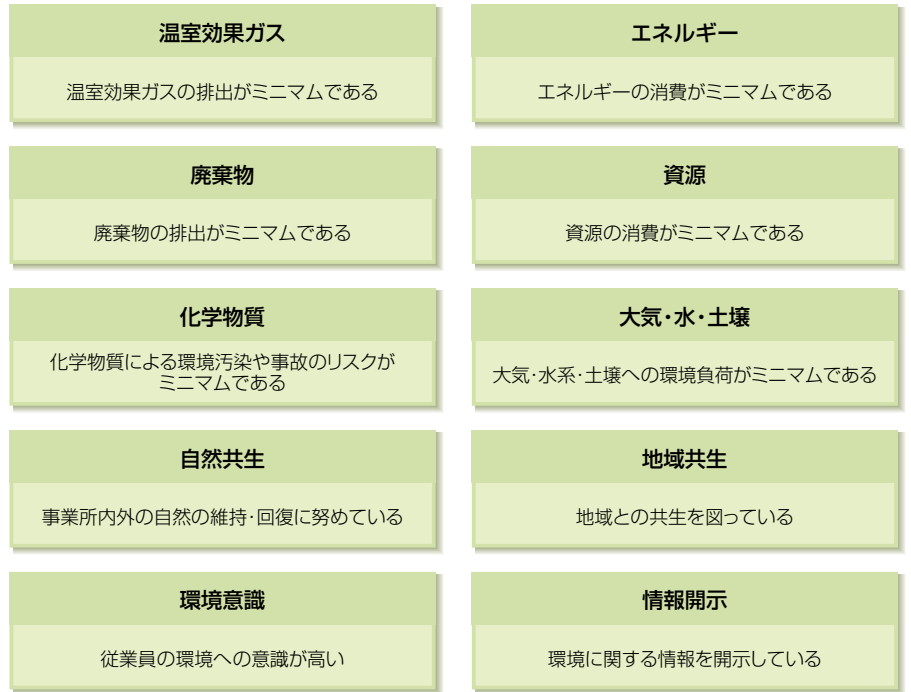 温室効果ガス
温室効果ガスの排出がミニマムである
エネルギー
エネルギーの消費がミニマムである
廃棄物
廃棄物の排出がミニマムである
資源
資源の消費がミニマムである
化学物質
化学物質による環境汚染や事故のリスクが
ミニマムである
大気・水・土壌
大気・水系・土壌への環境負荷がミニマムである
自然共生
事業所内外の自然の維持・回復に努めている
地域共生
地域との共生を図っている
環境意識
従業員の環境への意識が高い
情報開示
環境に関する情報を開示している